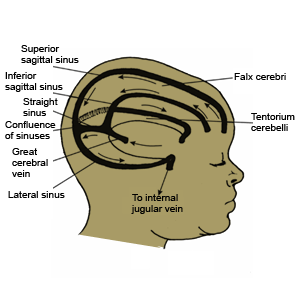 Superior
sagittal sinus
Inferior
sagittal sinus
Straight
sinus
Confluence
of sinuses
Great
cerebral
vein
Lateral sinus
Falx cerebri
Tentorium
cerebelli
To internal
jugular vein